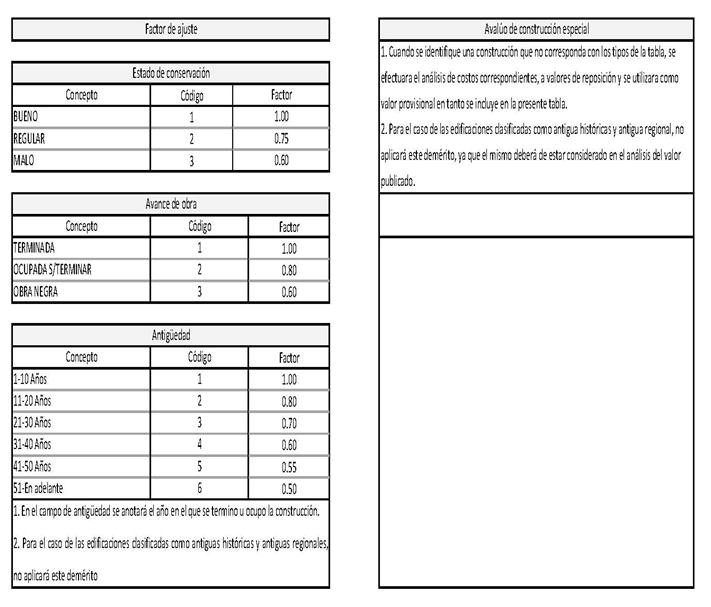 Factor de ajuste
Estado de conservación
Concepto Código Factor
BUENO 1 1.00
REGULAR 2 0.75
MALO 3 0.60
Avance de obra
Concepto Código Factor
TERMINADA 1 1.00
OCUPADA S/TERMINAR 2 0.80
OBRA NEGRA 3 0.60
Antigüedad
Concepto Código Factor
1-10 Años 1 1.00
11-20 Años 2 0.80
21-30 Años 3 0.70
31-40 Años 4 0.60
41-50 Años 5 0.55
51-En adelante 6 0.50
1. En el campo de antigüedad se anotará el año en el que se termino u ocupo la construcción.
2. Para el caso de las edificaciones clasificadas como antiguas históricas y antiguas regionales,
no aplicará este demérito
Avalúo de construcción especial
1. Cuando se identifique una construcción que no corresponda con los tipos de la tabla, se
efectuara el análisis de costos correspondientes, a valores de reposición y se utilizara como
valor provisional en tanto se incluye en la presente tabla.
2. Para el caso de las edificaciones clasificadas como antigua históricas y antigua regional, no
aplicará este demérito, ya que el mismo deberá de estar considerado en el análisis del valor
publicado.